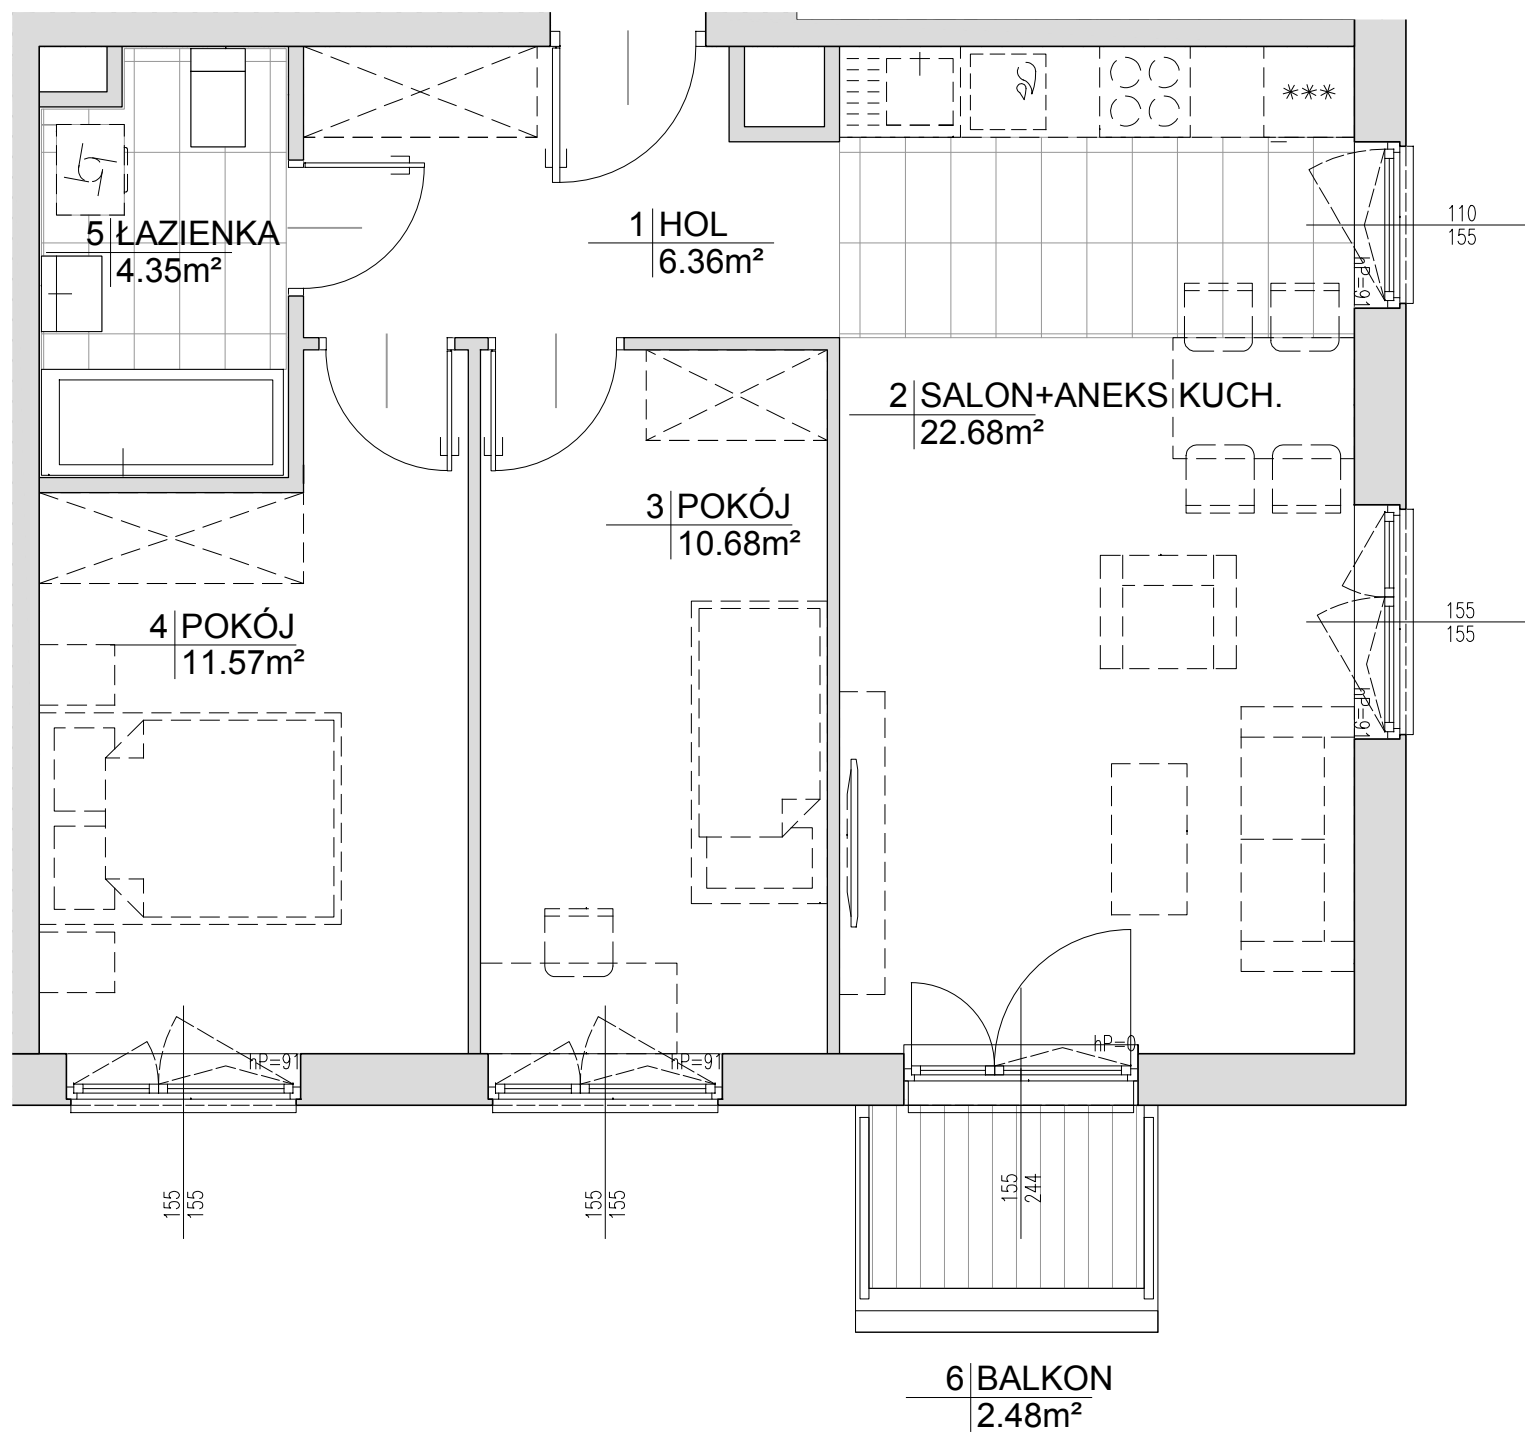 5 ŁAZIENKA
4.35m²
1 HOL
6.36m²
***
110
155
hP=91
2 SALON+ANEKS KUCH.
22.68m²
3 POKÓJ
10.68m²
4 POKÓJ
11.57m²
155
155
hP=91
hP=91
hP=91
hP=0
155
155
155
155
155
244
6 BALKON
2.48m²